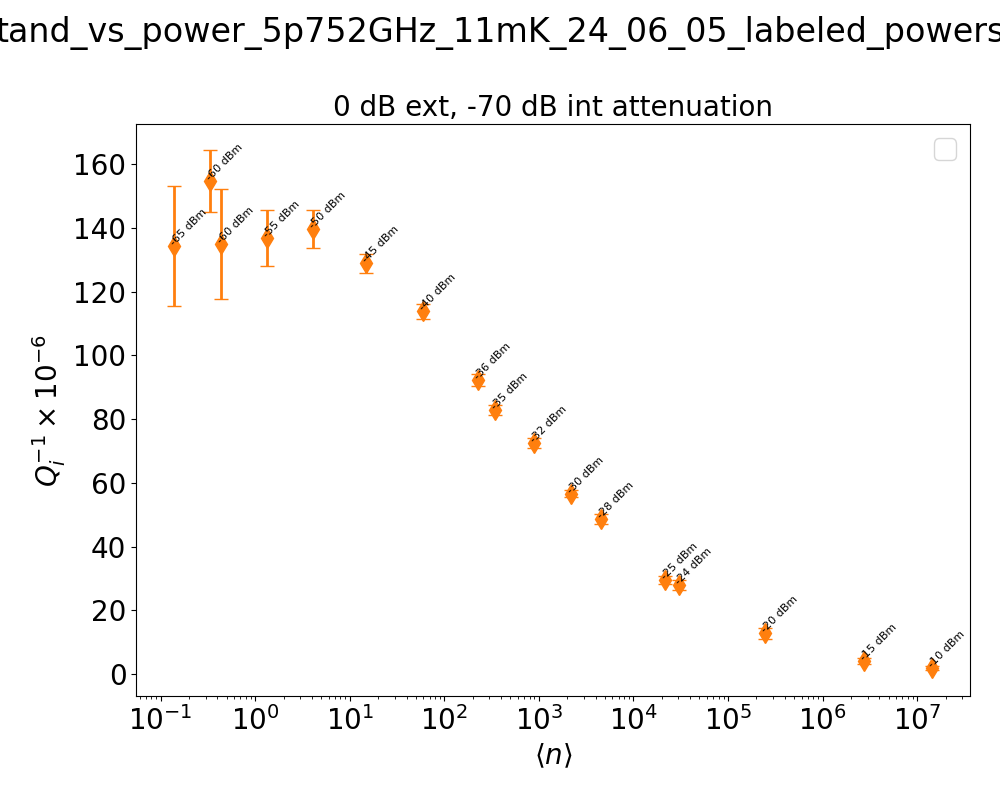 tand_vs_power_5p752GHz_11mK_24_06_05_labeled_powers
0 dB ext, -70 dB int attenuation
160
140
120
100
80
60
40
20
0
Q_i^{-1} × 10^{-6}
-65 dBm
-60 dBm
-60 dBm
-55 dBm
-50 dBm
-45 dBm
-40 dBm
-36 dBm
-35 dBm
-32 dBm
-30 dBm
-28 dBm
-25 dBm
-24 dBm
-20 dBm
-15 dBm
-10 dBm
10^{-1} 10^0 10^1 10^2 10^3 10^4 10^5 10^6 10^7
⟨n⟩